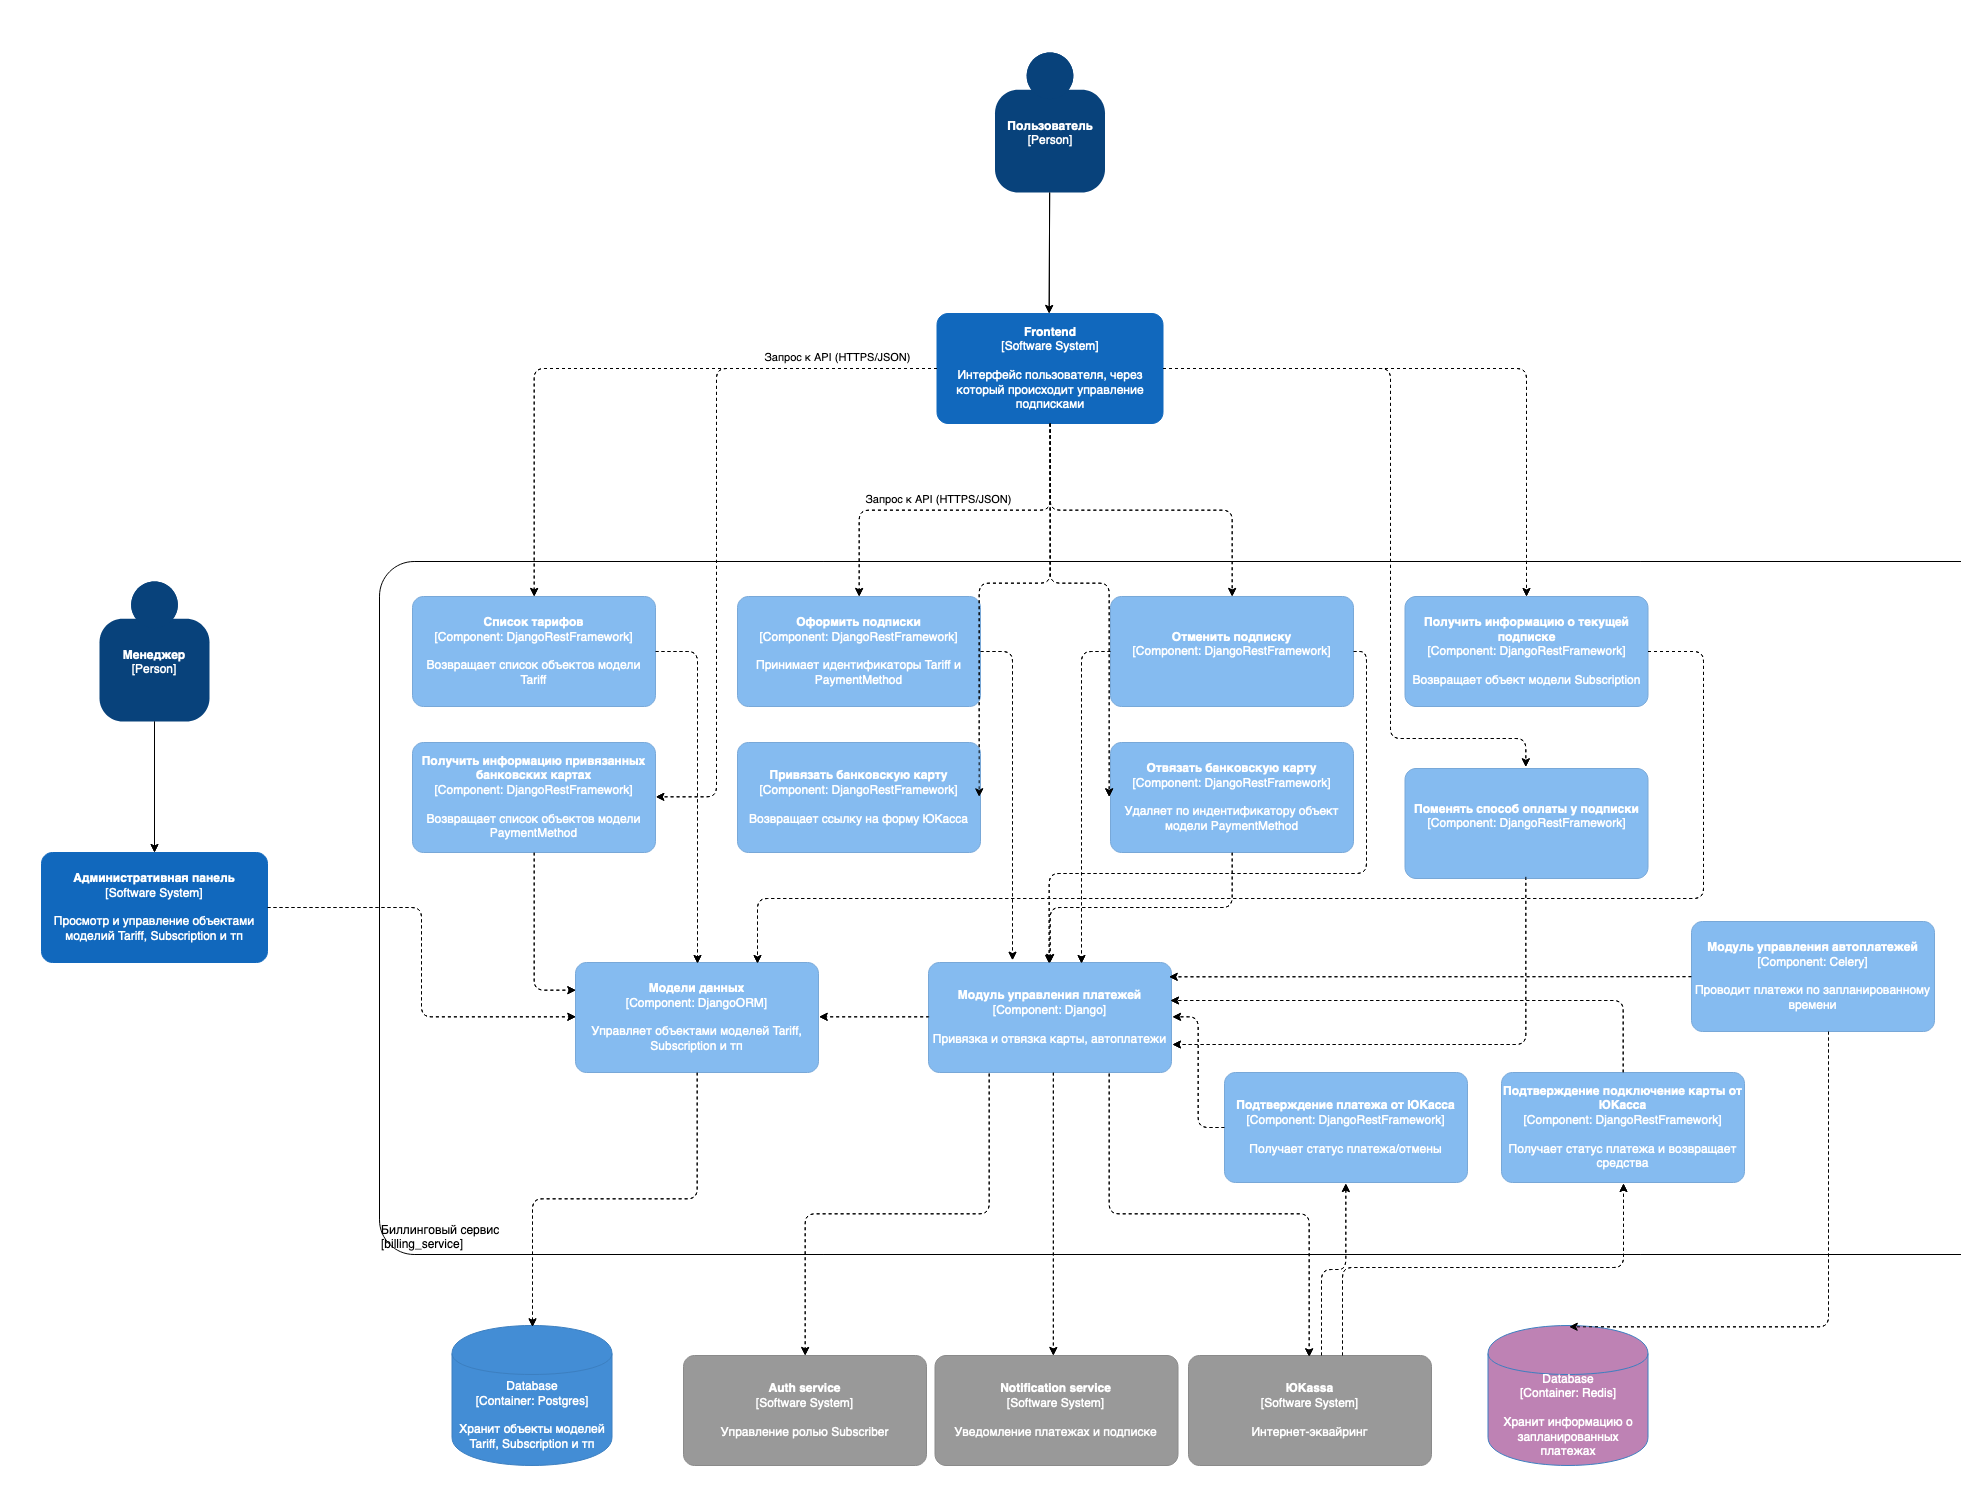 Пользователь
[Person]
Frontend
[Software System]
Интерфейс пользователя, через
который происходит управление
подписками
Запрос к API (HTTPS/JSON)
Запрос к API (HTTPS/JSON)
Менеджер
[Person]
Административная панель
[Software System]
Просмотр и управление объектами
моделий Tariff, Subscription и тп
Список тарифов
[Component: DjangoRestFramework]
Возвращает список объектов модели
Tariff
Оформить подписки
[Component: DjangoRestFramework]
Принимает идентификаторы Tariff и
PaymentMethod
Отменить подписку
[Component: DjangoRestFramework]
Получить информацию о текущей
подписке
[Component: DjangoRestFramework]
Возвращает объект модели Subscription
Получить информацию привязанных
банковских картах
[Component: DjangoRestFramework]
Возвращает список объектов модели
PaymentMethod
Привязать банковскую карту
[Component: DjangoRestFramework]
Возвращает ссылку на форму ЮКасса
Отвязать банковскую карту
[Component: DjangoRestFramework]
Удаляет по индентификатору объект
модели PaymentMethod
Поменять способ оплаты у подписки
[Component: DjangoRestFramework]
Модели данных
[Component: DjangoORM]
Управляет объектами моделей Tariff,
Subscription и тп
Модуль управления платежей
[Component: Django]
Привязка и отвязка карты, автоплатежи
Модуль управления автоплатежей
[Component: Celery]
Проводит платежи по запланированному
времени
Подтверждение платежа от ЮКасса
[Component: DjangoRestFramework]
Получает статус платежа/отмены
Подтверждение подключение карты от
ЮКасса
[Component: DjangoRestFramework]
Получает статус платежа и возвращает
средства
Биллинговый сервис
[billing_service]
Database
[Container: Postgres]
Хранит объекты моделей
Tariff, Subscription и тп
Auth service
[Software System]
Управление ролью Subscriber
Notification service
[Software System]
Уведомление платежах и подписке
ЮKassa
[Software System]
Интернет-эквайринг
Database
[Container: Redis]
Хранит информацию о
запланированных
платежах